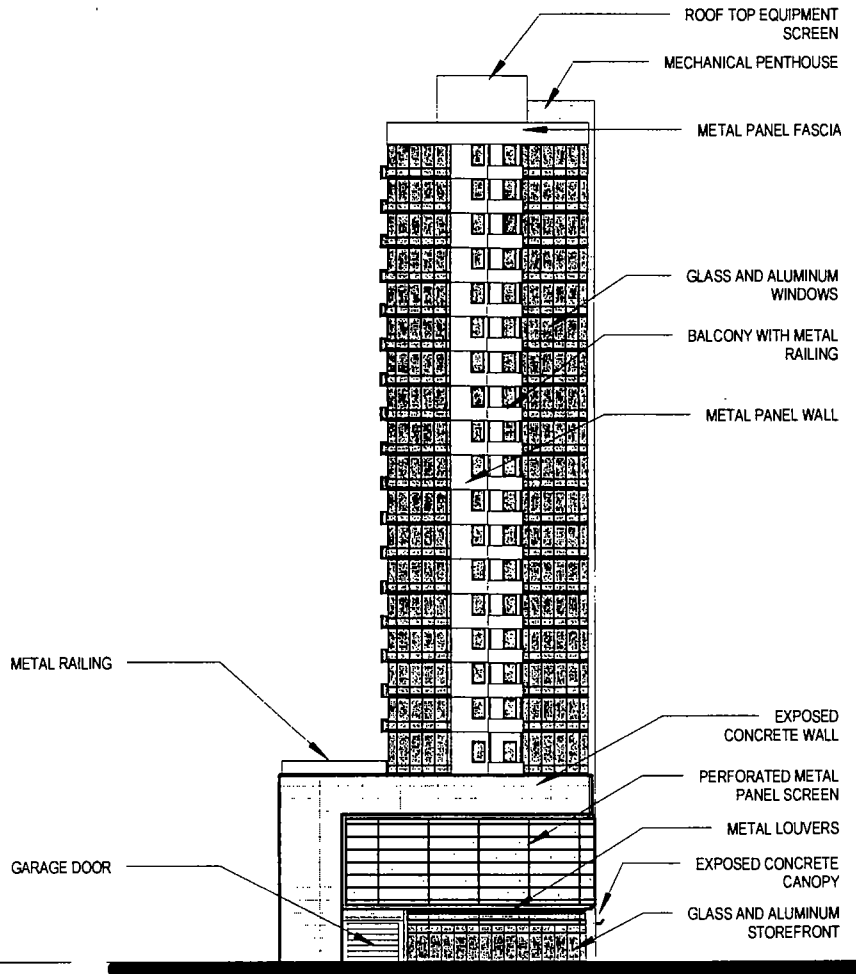 ROOF TOP EQUIPMENT
SCREEN
MECHANICAL PENTHOUSE
METAL PANEL FASCIA
GLASS AND ALUMINUM
WINDOWS
BALCONY WITH METAL
RAILING
METAL PANEL WALL
METAL RAILING
EXPOSED
CONCRETE WALL
PERFORATED METAL
PANEL SCREEN
METAL LOUVERS
GARAGE DOOR
EXPOSED CONCRETE
CANOPY
GLASS AND ALUMINUM
STOREFRONT